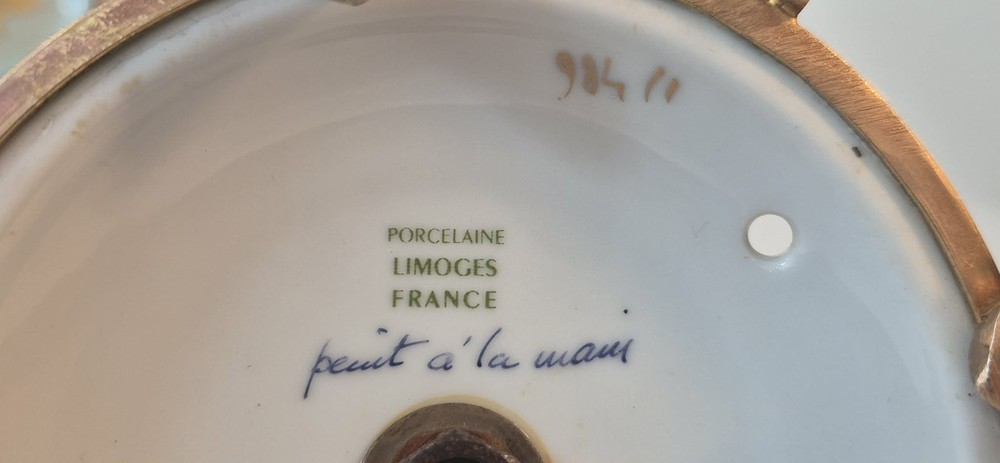 984 11
PORCELAINE
LIMOGES
FRANCE
peint à la main